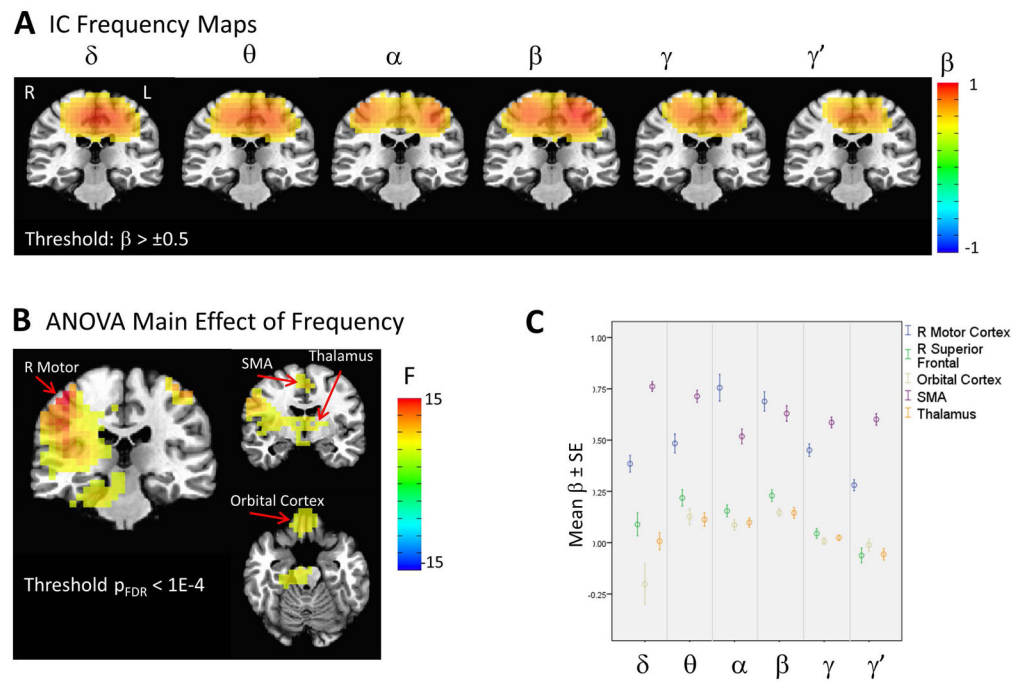 A IC Frequency Maps
δ θ α β γ γ’
β
R L
1
-1
Threshold: β > ±0.5
B ANOVA Main Effect of Frequency
R Motor
SMA
Thalamus
Orbital Cortex
F
15
-15
Threshold pFDR < 1E-4
C
1.00
0.75
1.50
1.25
0.00
-0.25
Mean β ± SE
δ θ α β γ γ’
R Motor Cortex
R Superior
Frontal
Orbital Cortex
SMA
Thalamus